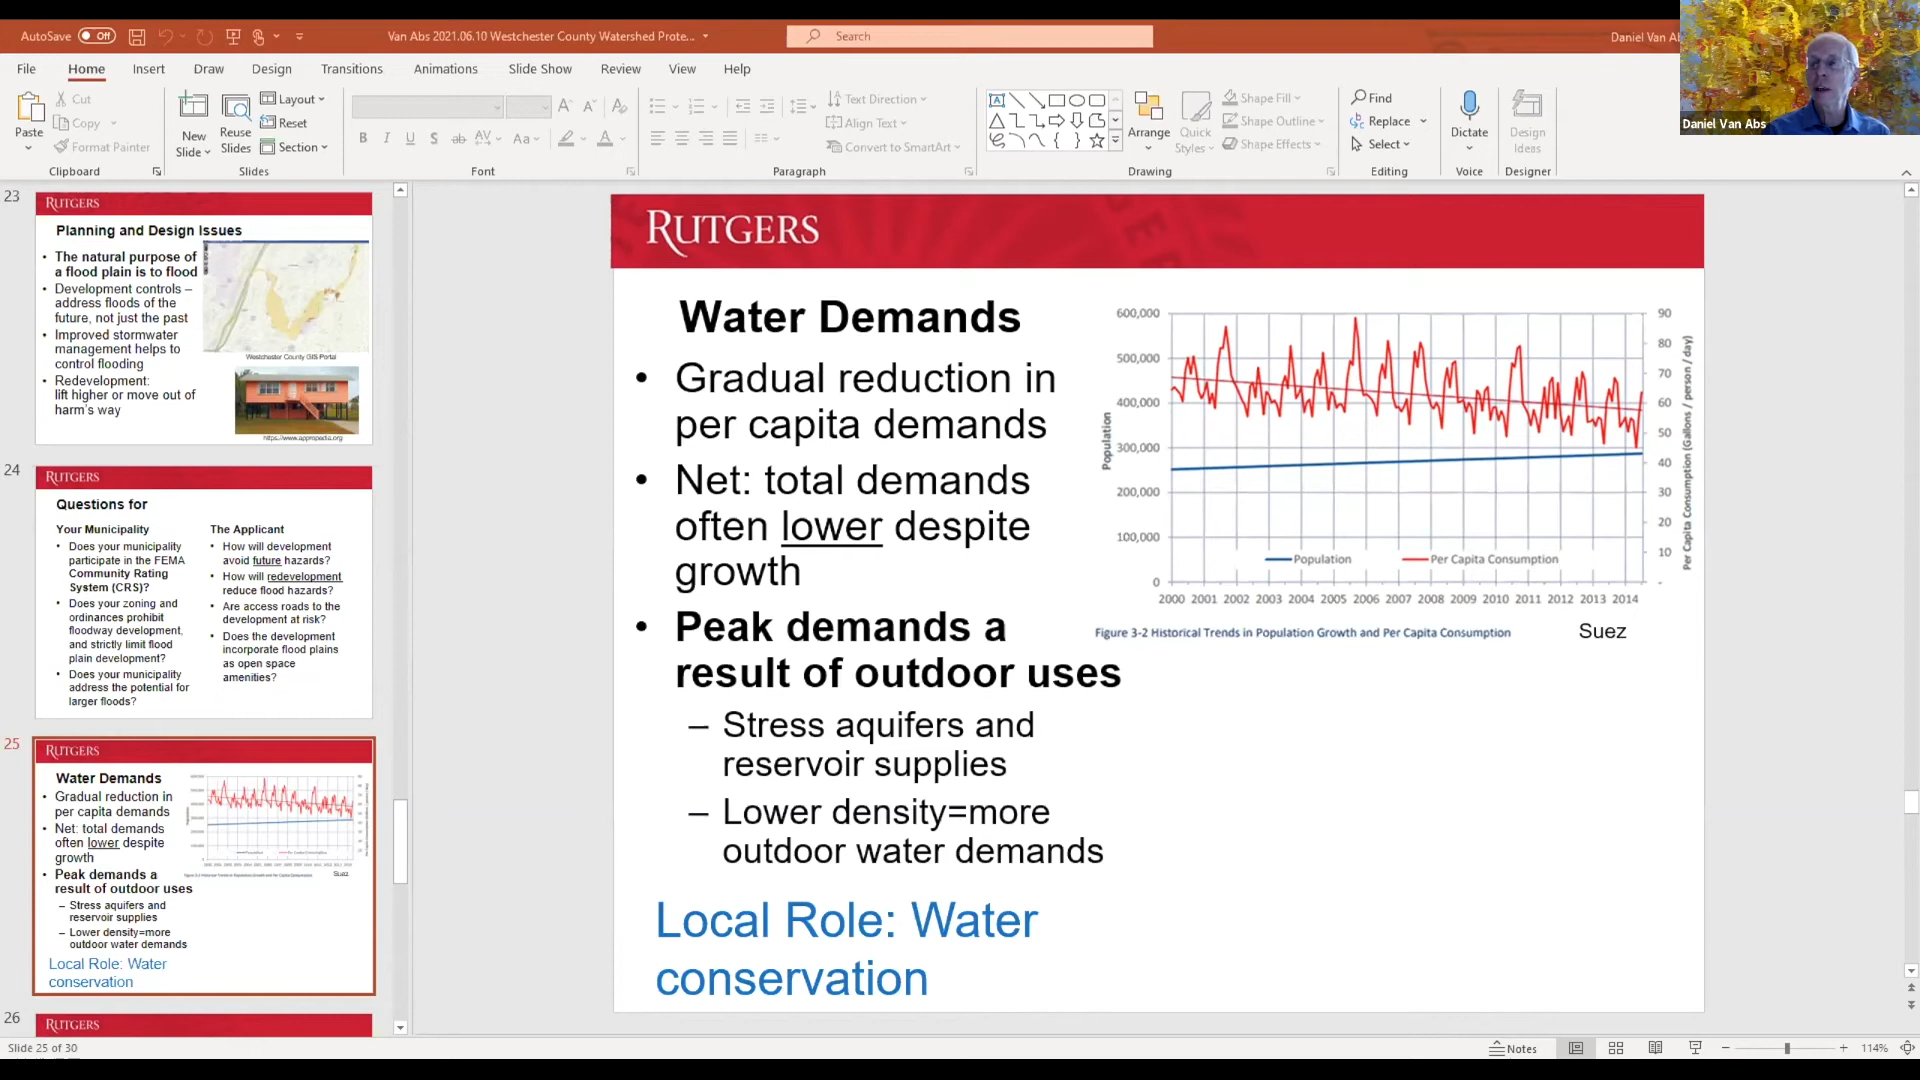 AutoSave Off
Van Abs 2021.06.10 Westchester County Watershed Prote...
Search
Daniel Van Ab
File Home Insert Draw Design Transitions Animations Slide Show Review View Help
Paste
Cut
Copy
Format Painter
Clipboard
New Slide
Reuse Slides
Layout
Reset
Section
Slides
Font
Text Direction
Align Text
Convert to SmartArt
Paragraph
Arrange
Quick Styles
Shape Fill
Shape Outline
Shape Effects
Drawing
Find
Replace
Select
Editing
Dictate
Voice
Design Ideas
Designer
Daniel Van Abs
23
RUTGERS
Planning and Design Issues
• The natural purpose of
a flood plain is to flood
• Development controls –
address floods of the
future, not just the past
• Improved stormwater
management helps to
control flooding
• Redevelopment:
lift higher or move out of
harm's way
Westchester County GIS Portal
https://www.appropedia.org
24
RUTGERS
Questions for
Your Municipality
• Does your municipality
participate in the FEMA
Community Rating
System (CRS)?
• Does your zoning and
ordinances prohibit
floodway development,
and strictly limit flood
plain development?
• Does your municipality
address the potential for
larger floods?
The Applicant
• How will development
avoid future hazards?
• How will redevelopment
reduce flood hazards?
• Are access roads to the
development at risk?
• Does the development
incorporate flood plains
as open space
amenities?
25
RUTGERS
Water Demands
• Gradual reduction in
per capita demands
• Net: total demands
often lower despite
growth
• Peak demands a
result of outdoor uses
– Stress aquifers and
reservoir supplies
– Lower density=more
outdoor water demands
Local Role: Water
conservation
Suez
26
RUTGERS
RUTGERS
Water Demands
• Gradual reduction in
per capita demands
• Net: total demands
often lower despite
growth
• Peak demands a
result of outdoor uses
– Stress aquifers and
reservoir supplies
– Lower density=more
outdoor water demands
Local Role: Water
conservation
Population
600,000
500,000
400,000
300,000
200,000
100,000
0
90
80
70
60
50
40
30
20
10
-
Per Capita Consumption (Gallons / person / day)
Population Per Capita Consumption
2000 2001 2002 2003 2004 2005 2006 2007 2008 2009 2010 2011 2012 2013 2014
Figure 3-2 Historical Trends in Population Growth and Per Capita Consumption
Suez
Slide 25 of 30
Notes
114%